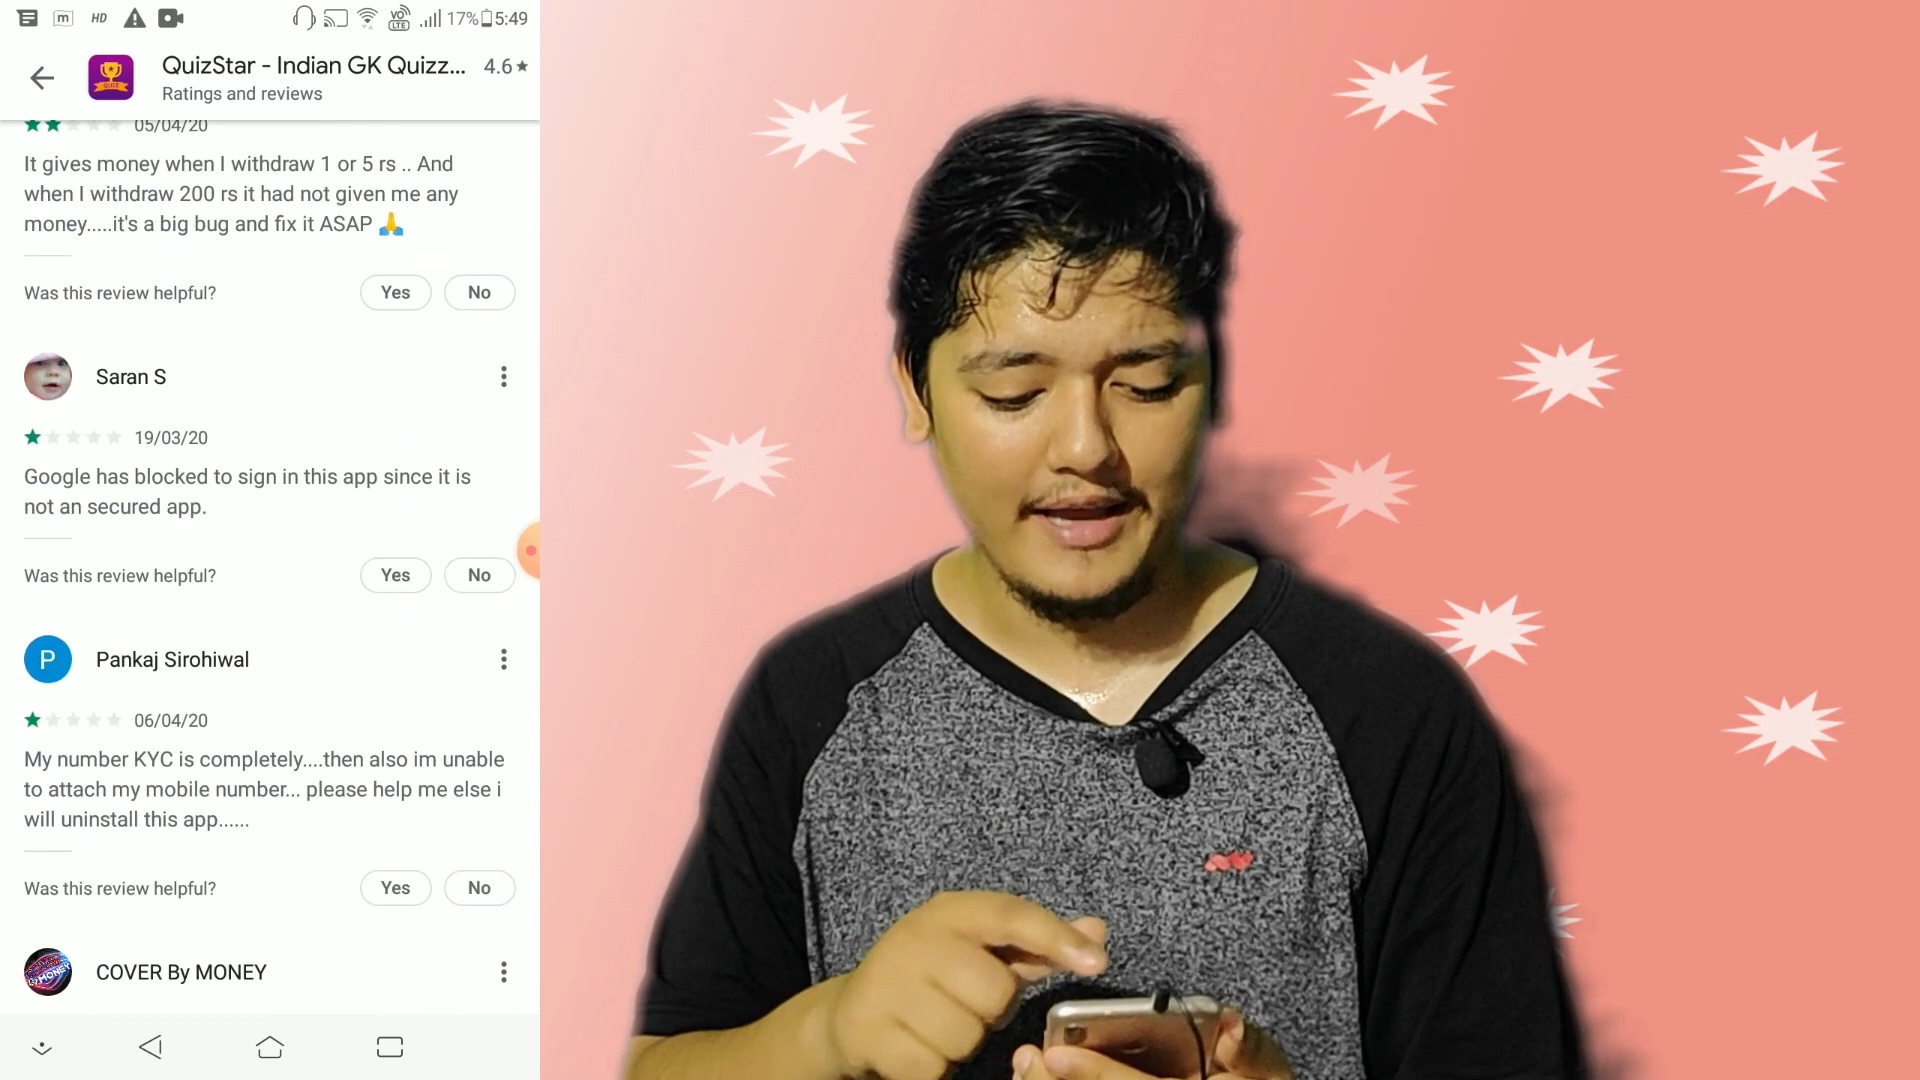 m HD VO LTE 17% 5:49
QuizStar - Indian GK Quizz... 4.6★
Ratings and reviews
QUIZ
05/04/20
It gives money when I withdraw 1 or 5 rs .. And
when I withdraw 200 rs it had not given me any
money.....it's a big bug and fix it ASAP 🙏
Was this review helpful? Yes No
Saran S
19/03/20
Google has blocked to sign in this app since it is
not an secured app.
Was this review helpful? Yes No
P Pankaj Sirohiwal
06/04/20
My number KYC is completely....then also im unable
to attach my mobile number... please help me else i
will uninstall this app......
Was this review helpful? Yes No
MONEY
COVER By MONEY